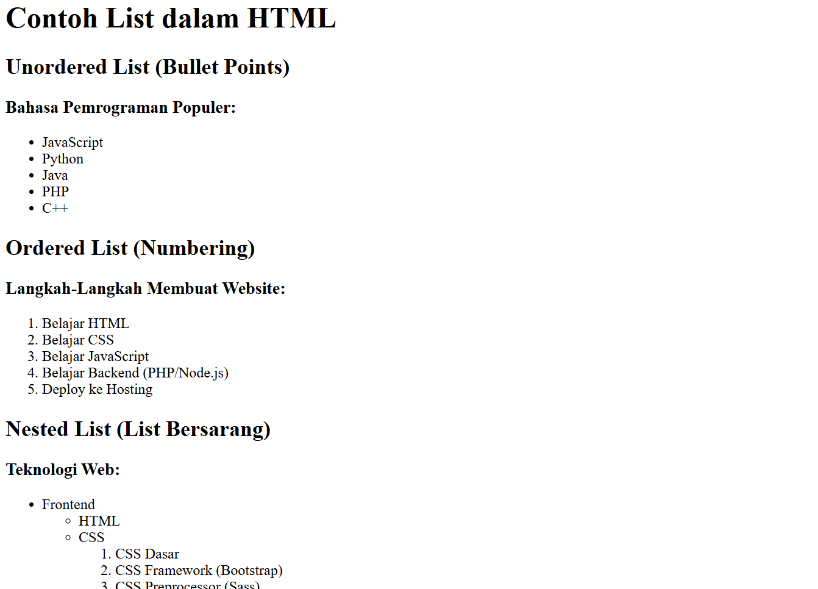 Contoh List dalam HTML
Unordered List (Bullet Points)
Bahasa Pemrograman Populer:
• JavaScript
• Python
• Java
• PHP
• C++
Ordered List (Numbering)
Langkah-Langkah Membuat Website:
1. Belajar HTML
2. Belajar CSS
3. Belajar JavaScript
4. Belajar Backend (PHP/Node.js)
5. Deploy ke Hosting
Nested List (List Bersarang)
Teknologi Web:
• Frontend
◦ HTML
◦ CSS
1. CSS Dasar
2. CSS Framework (Bootstrap)
3. CSS Preprocessor (Sass)